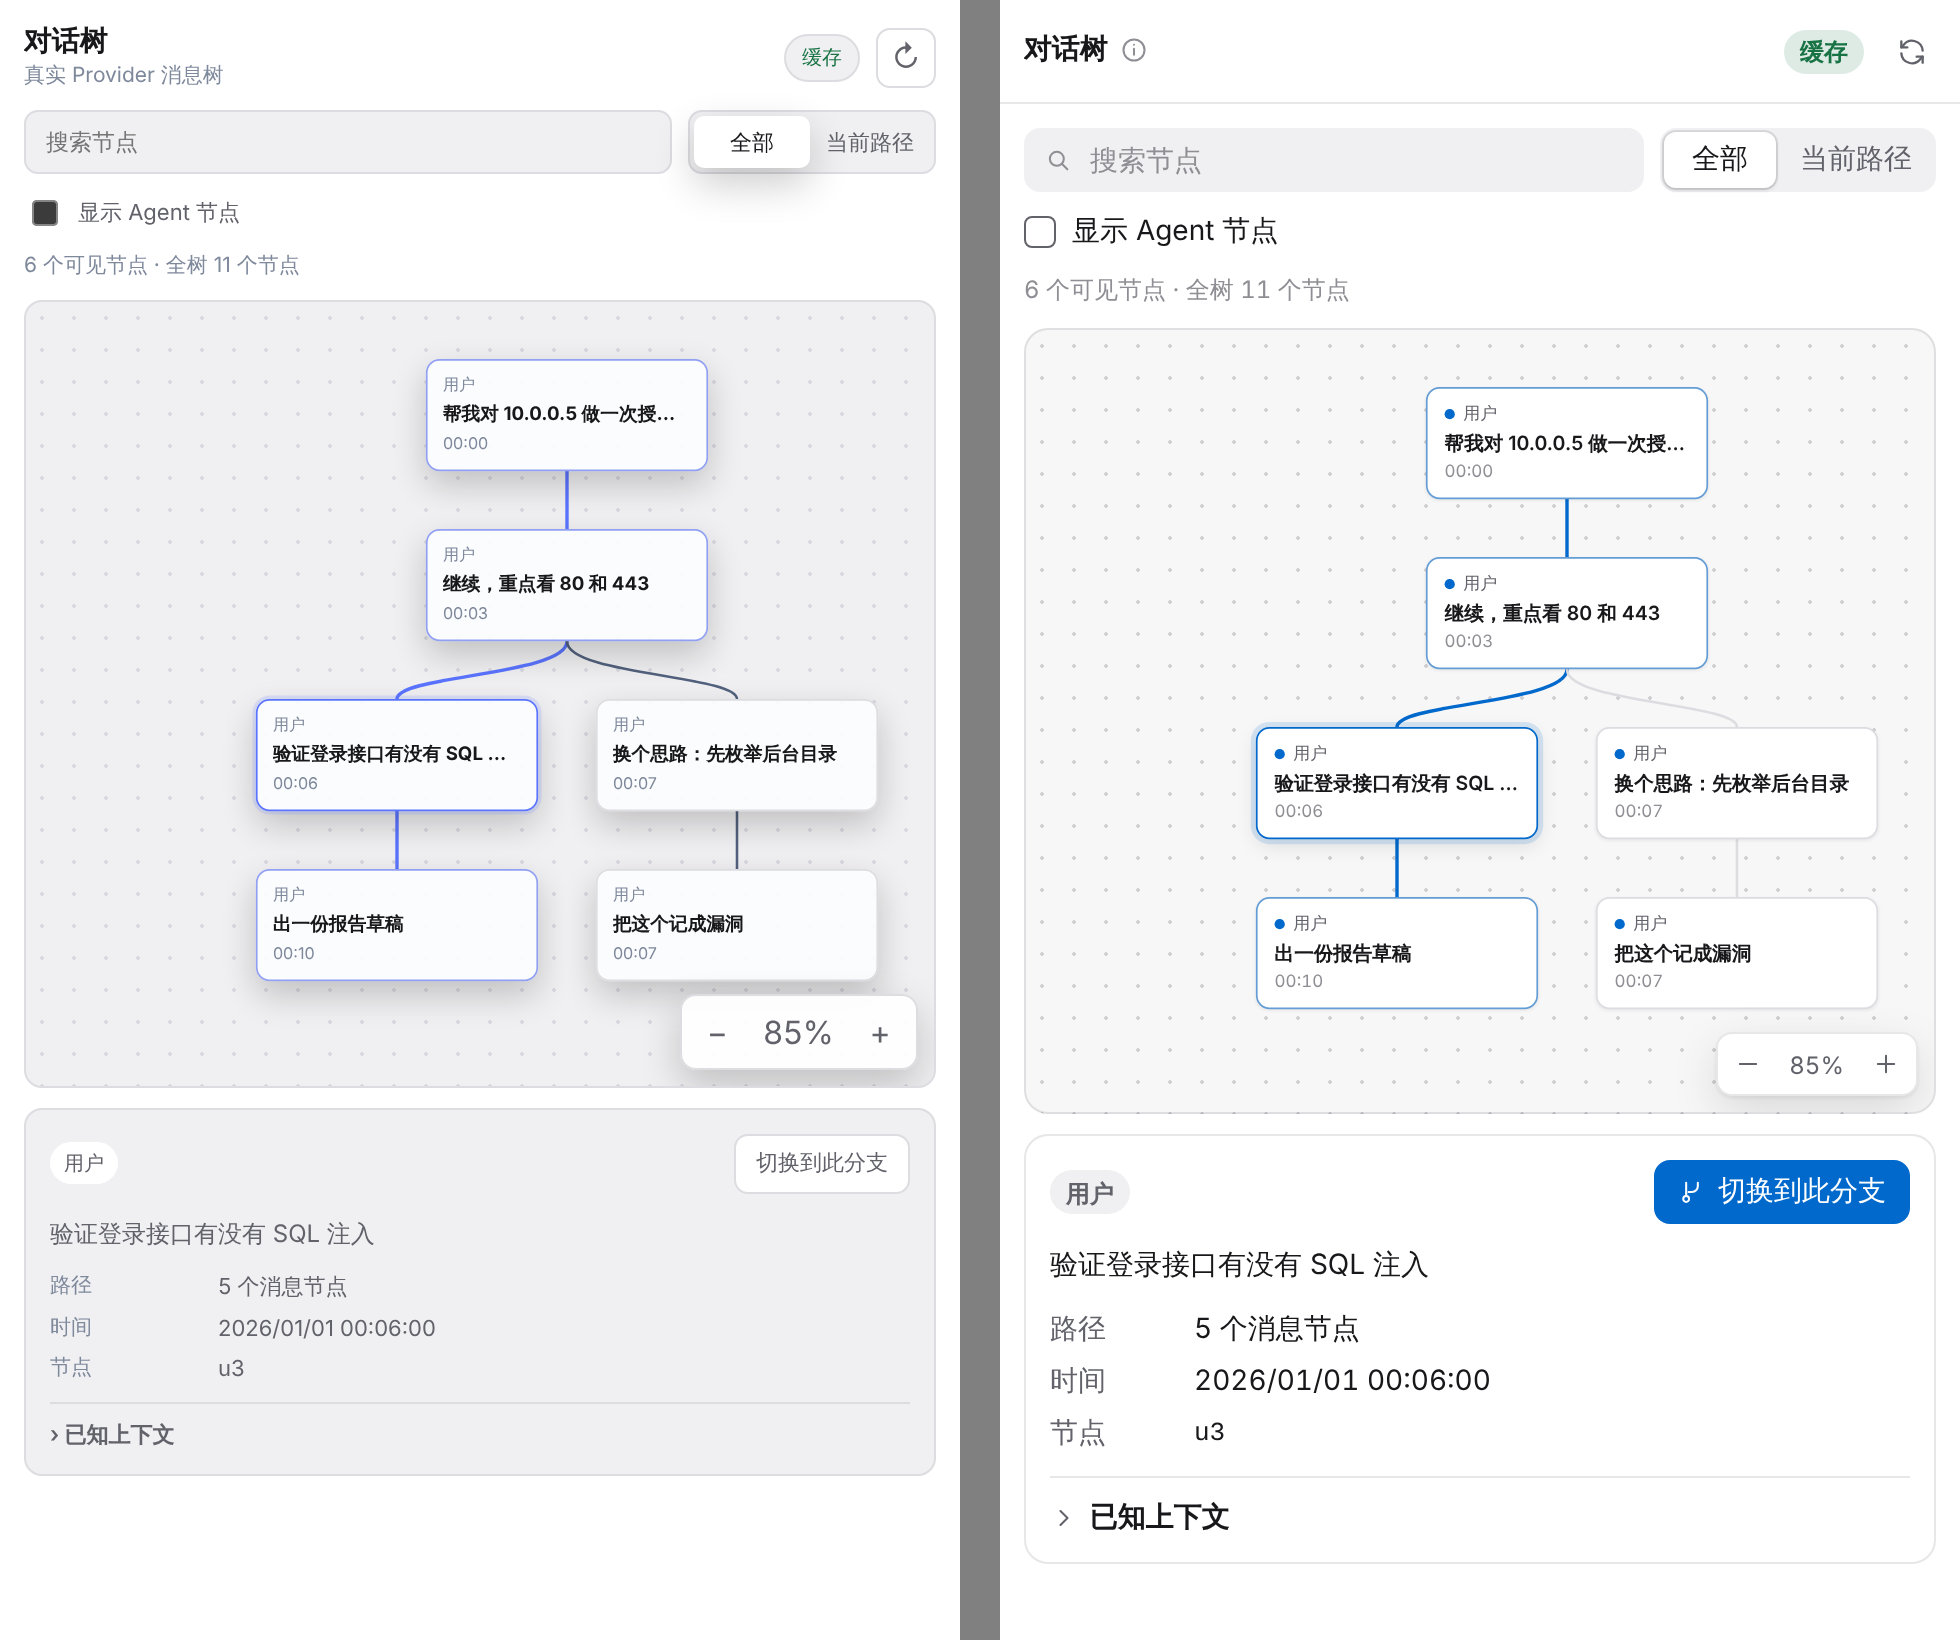 对话树
真实 Provider 消息树
缓存
搜索节点
全部
当前路径
显示 Agent 节点
6 个可见节点 · 全树 11 个节点
用户
帮我对 10.0.0.5 做一次授...
00:00
用户
继续，重点看 80 和 443
00:03
用户
验证登录接口有没有 SQL ...
00:06
用户
换个思路：先枚举后台目录
00:07
用户
出一份报告草稿
00:10
用户
把这个记成漏洞
00:07
− 85% +
用户
切换到此分支
验证登录接口有没有 SQL 注入
路径 5 个消息节点
时间 2026/01/01 00:06:00
节点 u3
› 已知上下文
对话树
缓存
搜索节点
全部
当前路径
显示 Agent 节点
6 个可见节点 · 全树 11 个节点
用户
帮我对 10.0.0.5 做一次授...
00:00
用户
继续，重点看 80 和 443
00:03
用户
验证登录接口有没有 SQL ...
00:06
用户
换个思路：先枚举后台目录
00:07
用户
出一份报告草稿
00:10
用户
把这个记成漏洞
00:07
− 85% +
用户
切换到此分支
验证登录接口有没有 SQL 注入
路径 5 个消息节点
时间 2026/01/01 00:06:00
节点 u3
已知上下文